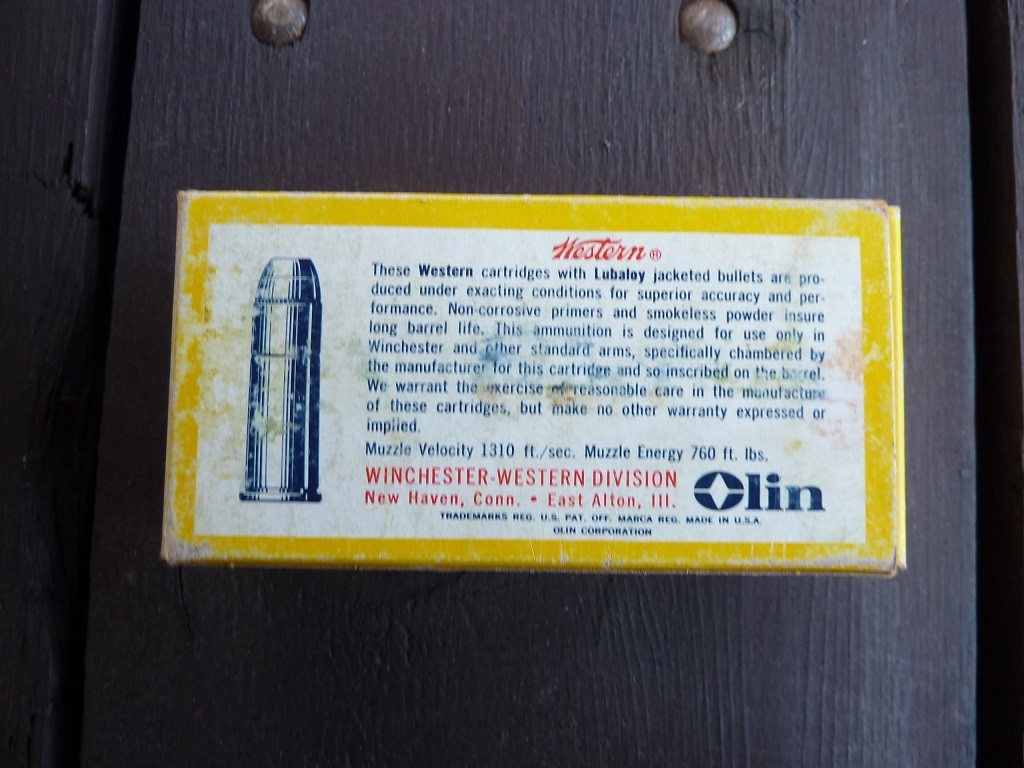 Western®
These Western cartridges with Lubaloy jacketed bullets are pro-
duced under exacting conditions for superior accuracy and per-
formance. Non-corrosive primers and smokeless powder insure
long barrel life. This ammunition is designed for use only in
Winchester and other standard arms, specifically chambered by
the manufacturer for this cartridge and so inscribed on the barrel.
We warrant the exercise of reasonable care in the manufacture
of these cartridges, but make no other warranty expressed or
implied.
Muzzle Velocity 1310 ft./sec. Muzzle Energy 760 ft. lbs.
WINCHESTER-WESTERN DIVISION
New Haven, Conn. • East Alton, Ill.
Olin
TRADEMARKS REG. U.S. PAT. OFF. MARCA REG. MADE IN U.S.A.
OLIN CORPORATION